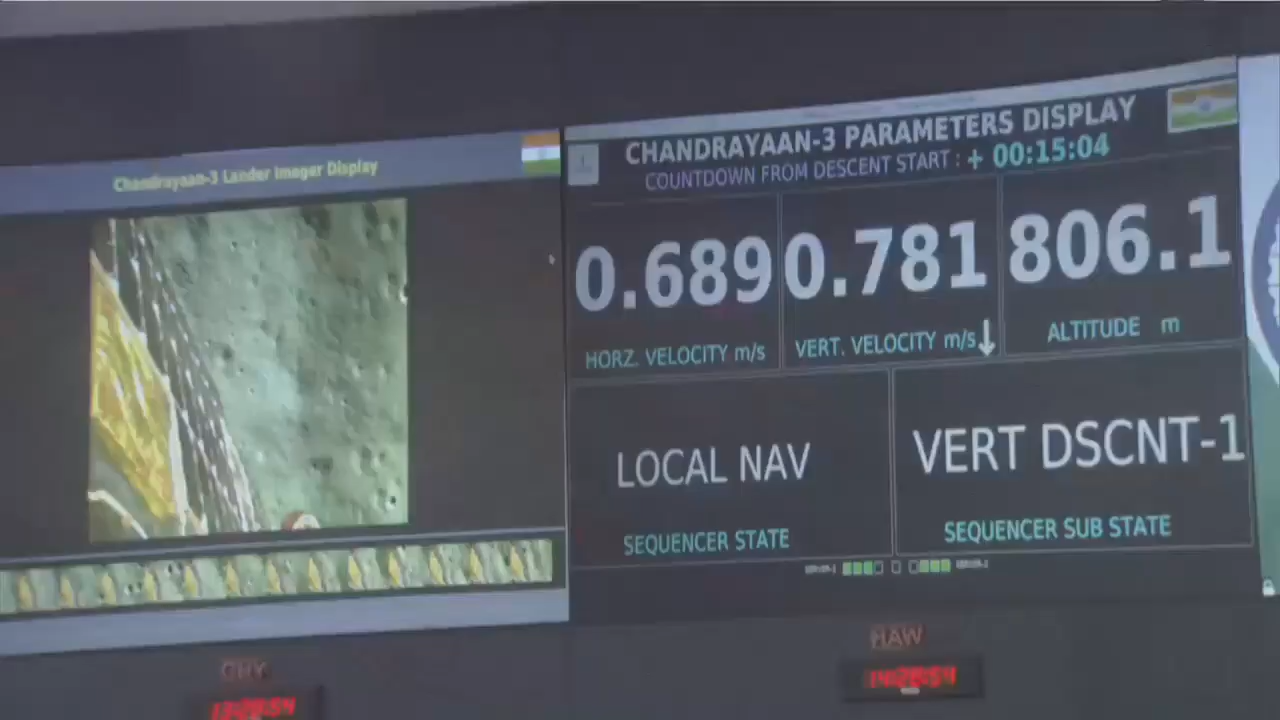 Chandrayaan-3 Lander Imager Display
CHANDRAYAAN-3 PARAMETERS DISPLAY
COUNTDOWN FROM DESCENT START : + 00:15:04
0.689
HORZ. VELOCITY m/s
0.781
VERT. VELOCITY m/s
806.1
ALTITUDE m
LOCAL NAV
SEQUENCER STATE
VERT DSCNT-1
SEQUENCER SUB STATE
HAW